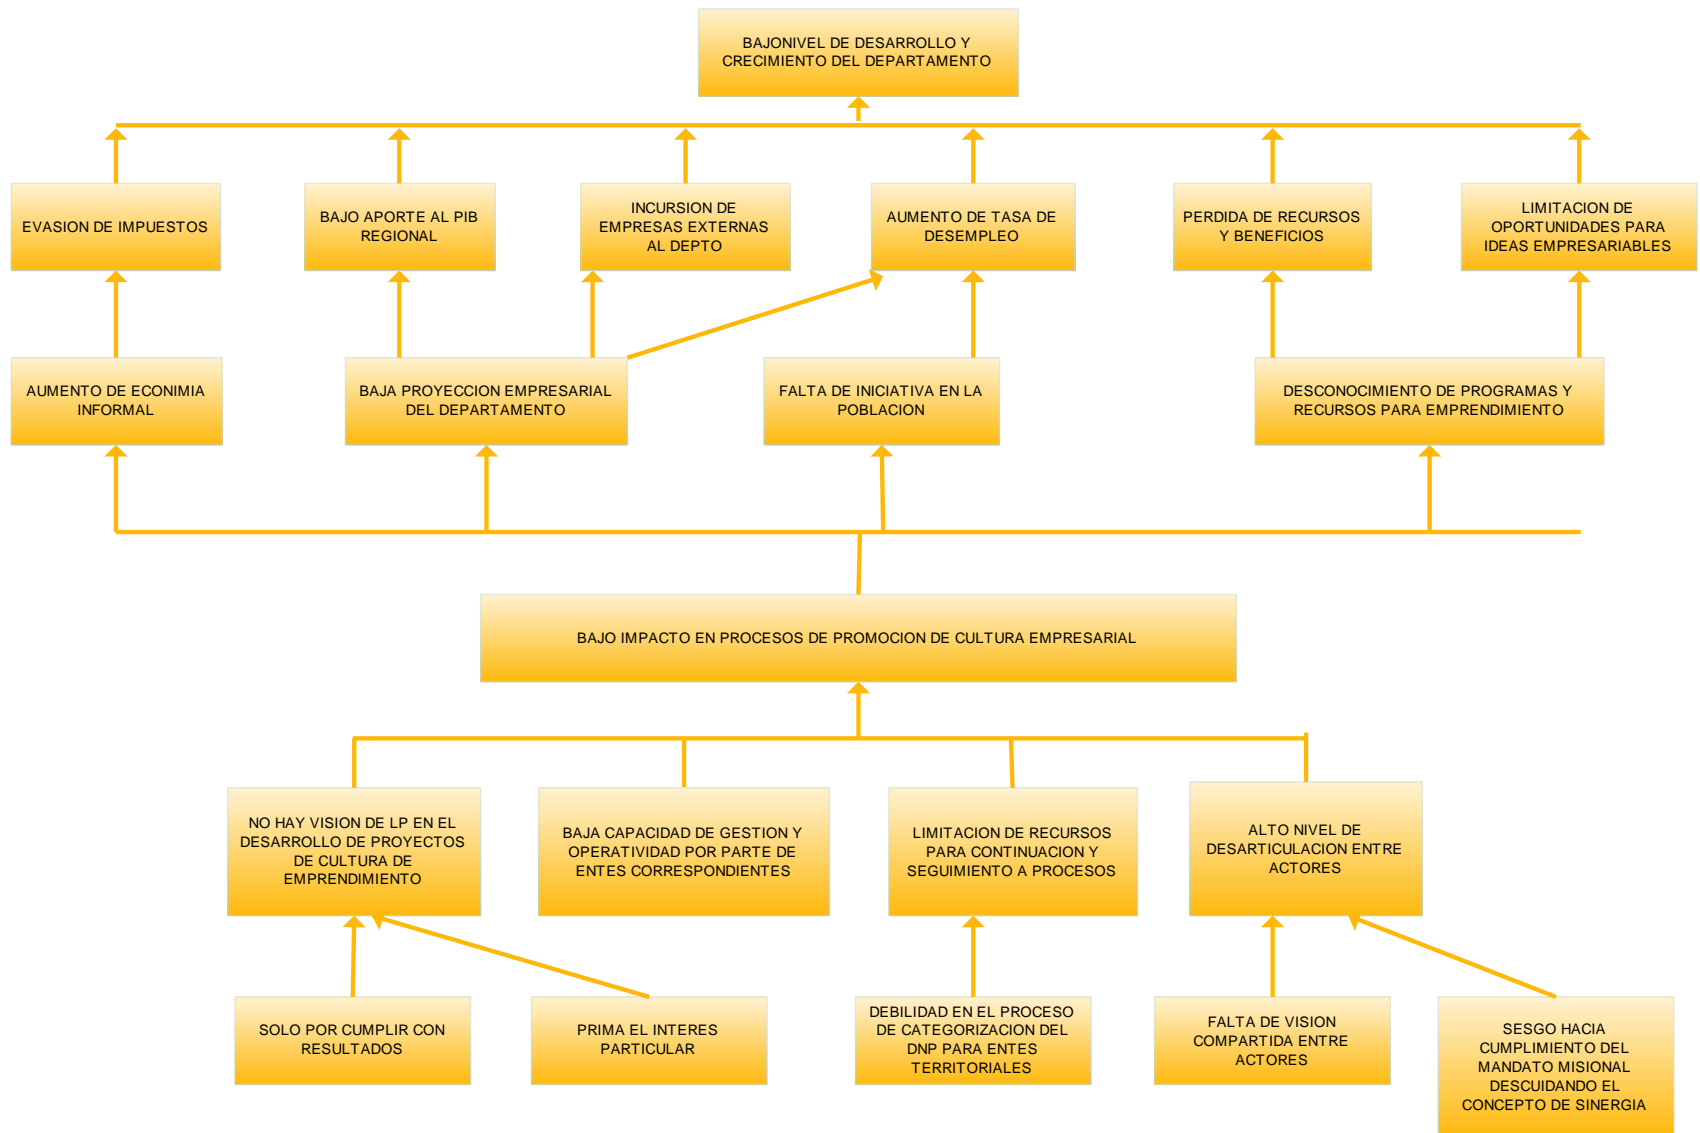 BAJONIVEL DE DESARROLLO Y
CRECIMIENTO DEL DEPARTAMENTO
EVASION DE IMPUESTOS
BAJO APORTE AL PIB
REGIONAL
INCURSION DE
EMPRESAS EXTERNAS
AL DEPTO
AUMENTO DE TASA DE
DESEMPLEO
PERDIDA DE RECURSOS
Y BENEFICIOS
LIMITACION DE
OPORTUNIDADES PARA
IDEAS EMPRESARIABLES
AUMENTO DE ECONIMIA
INFORMAL
BAJA PROYECCION EMPRESARIAL
DEL DEPARTAMENTO
FALTA DE INICIATIVA EN LA
POBLACION
DESCONOCIMIENTO DE PROGRAMAS Y
RECURSOS PARA EMPRENDIMIENTO
BAJO IMPACTO EN PROCESOS DE PROMOCION DE CULTURA EMPRESARIAL
NO HAY VISION DE LP EN EL
DESARROLLO DE PROYECTOS
DE CULTURA DE
EMPRENDIMIENTO
BAJA CAPACIDAD DE GESTION Y
OPERATIVIDAD POR PARTE DE
ENTES CORRESPONDIENTES
LIMITACION DE RECURSOS
PARA CONTINUACION Y
SEGUIMIENTO A PROCESOS
ALTO NIVEL DE
DESARTICULACION ENTRE
ACTORES
SOLO POR CUMPLIR CON
RESULTADOS
PRIMA EL INTERES
PARTICULAR
DEBILIDAD EN EL PROCESO
DE CATEGORIZACION DEL
DNP PARA ENTES
TERRITORIALES
FALTA DE VISION
COMPARTIDA ENTRE
ACTORES
SESGO HACIA
CUMPLIMIENTO DEL
MANDATO MISIONAL
DESCUIDANDO EL
CONCEPTO DE SINERGIA